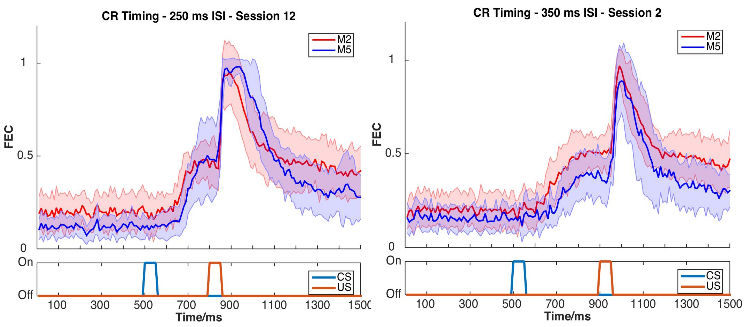 CR Timing - 250 ms ISI - Session 12
M2
M5
1
0.5
0
FEC
On
Off
CS
US
100 300 500 700 900 1100 1300 1500
Time/ms
CR Timing - 350 ms ISI - Session 2
M2
M5
1
0.5
0
FEC
On
Off
CS
US
100 300 500 700 900 1100 1300 1500
Time/ms